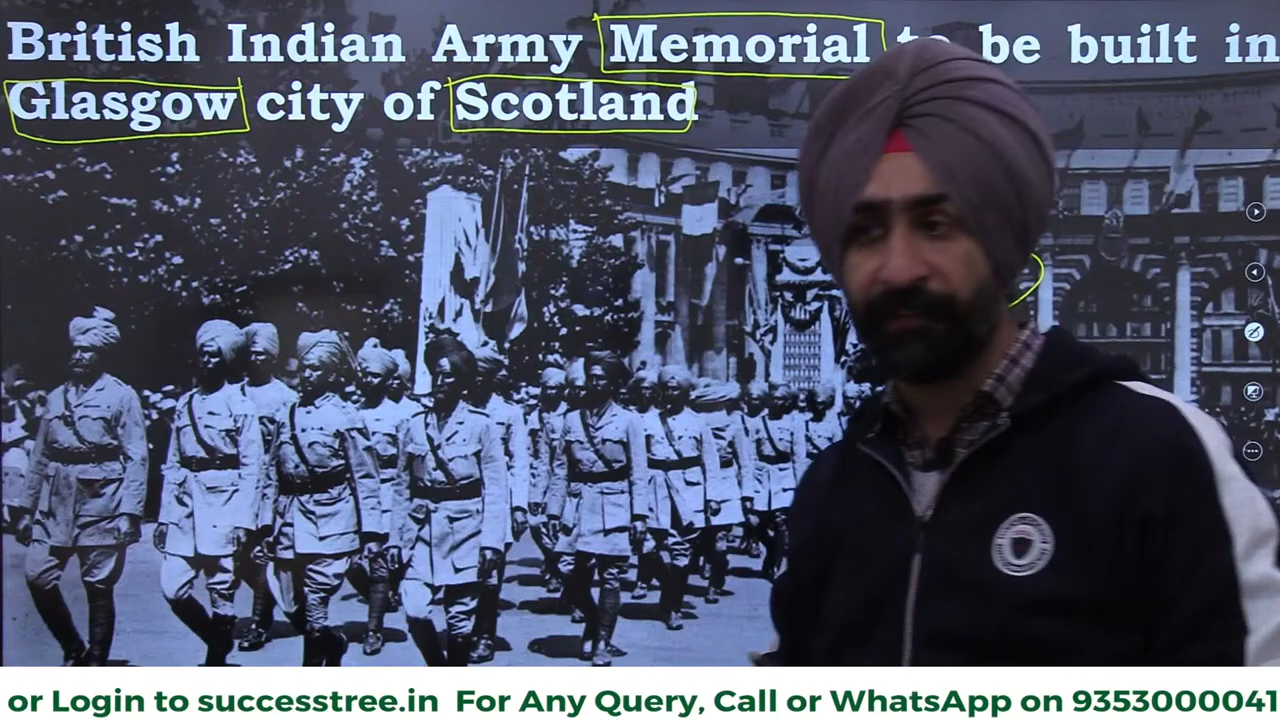 British Indian Army Memorial to be built in
Glasgow city of Scotland
or Login to successtree.in For Any Query, Call or WhatsApp on 9353000041